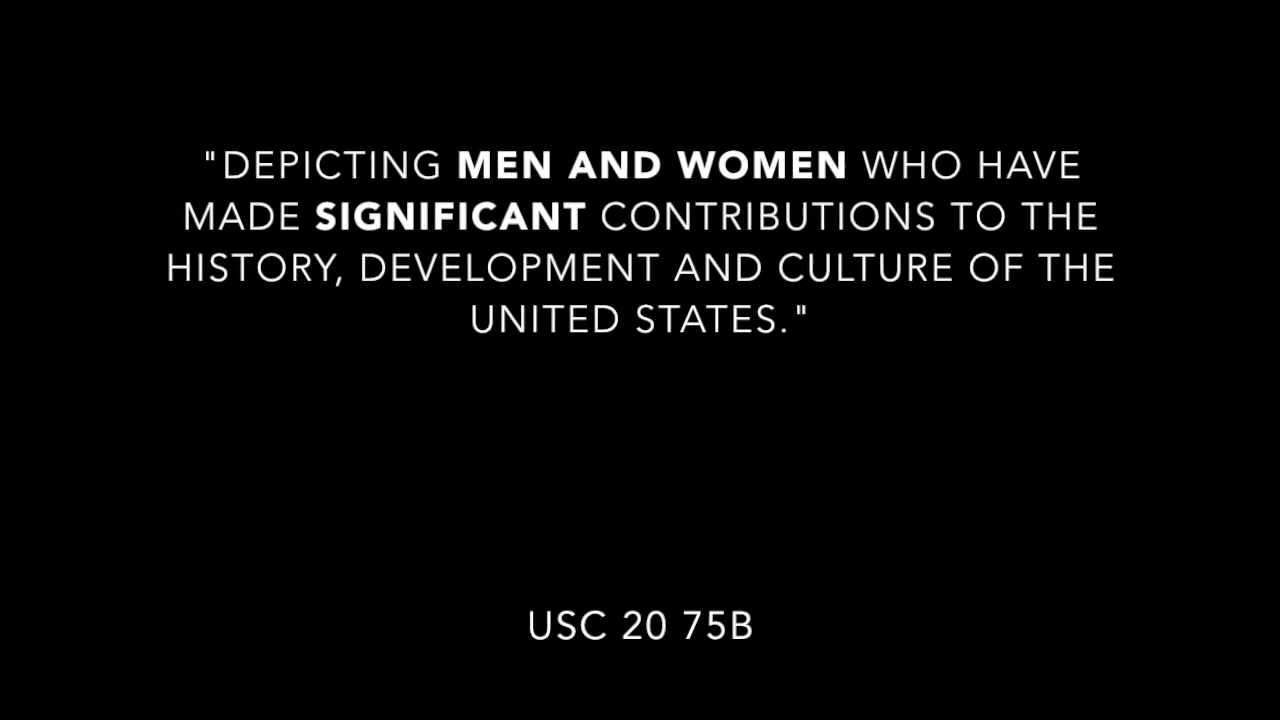 "DEPICTING MEN AND WOMEN WHO HAVE
MADE SIGNIFICANT CONTRIBUTIONS TO THE
HISTORY, DEVELOPMENT AND CULTURE OF THE
UNITED STATES."
USC 20 75B